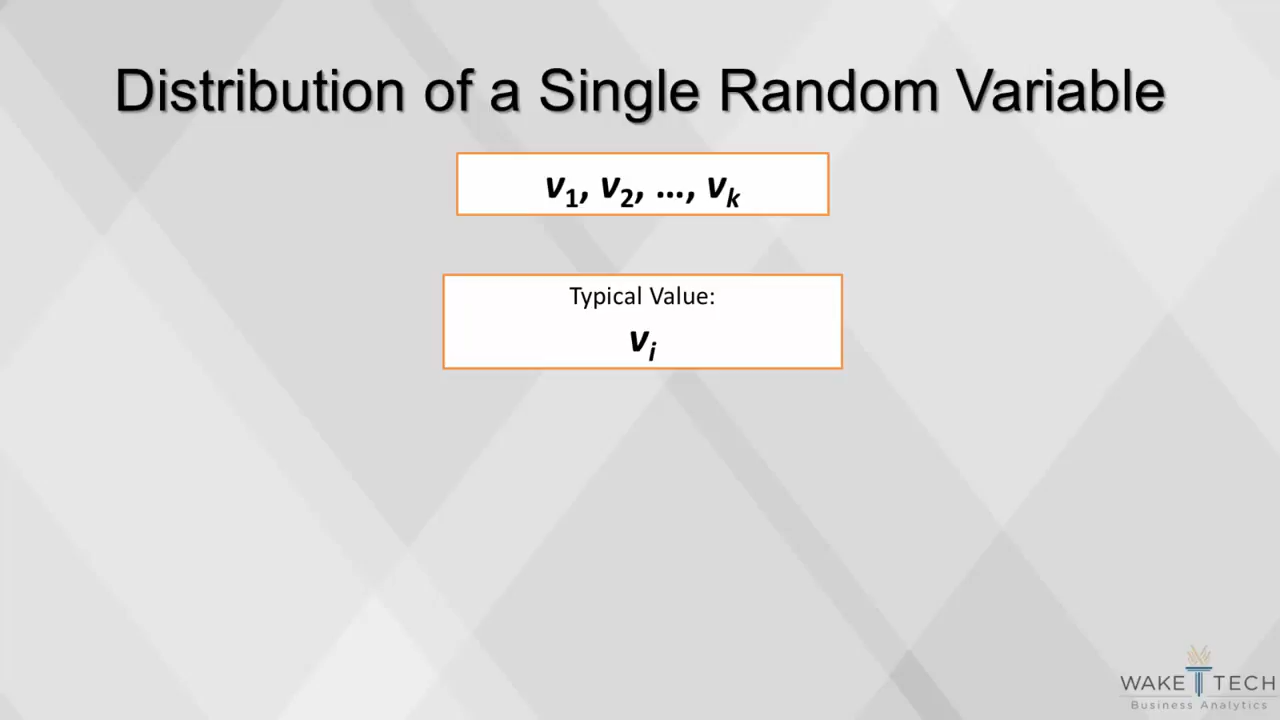 Distribution of a Single Random Variable
v₁, v₂, …, vₖ
Typical Value:
vᵢ
WAKE TECH
Business Analytics